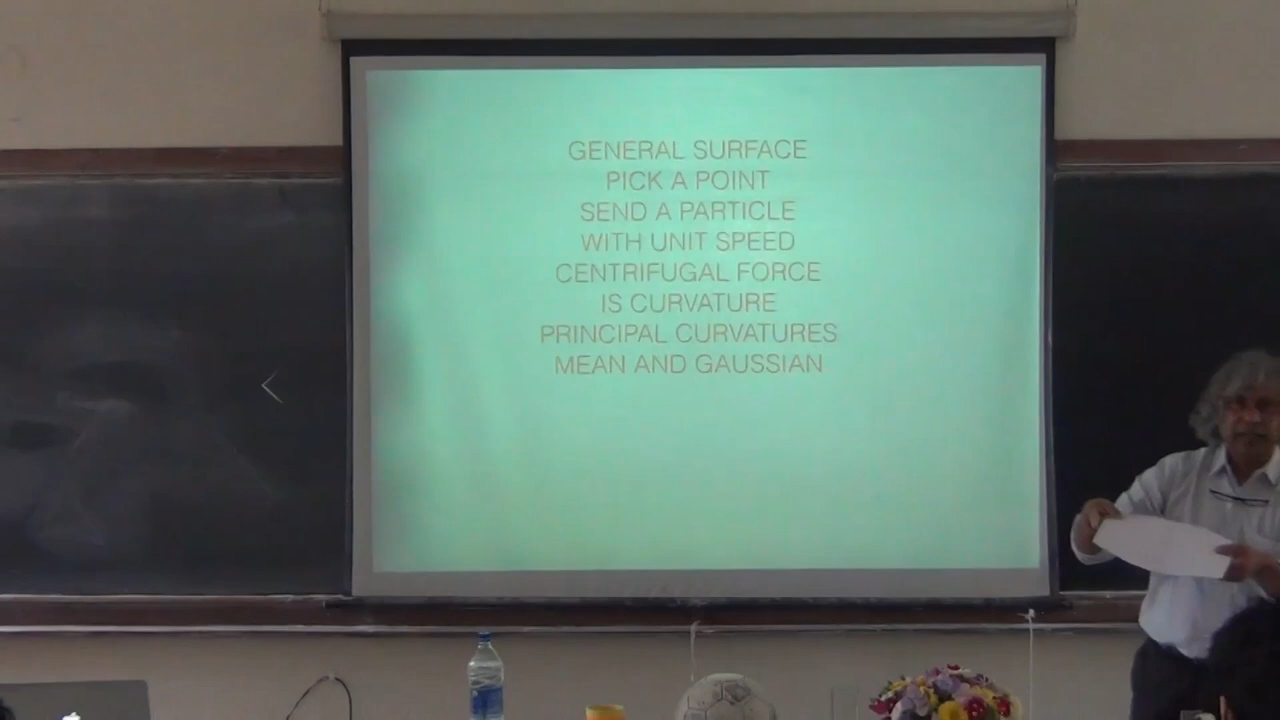 GENERAL SURFACE
PICK A POINT
SEND A PARTICLE
WITH UNIT SPEED
CENTRIFUGAL FORCE
IS CURVATURE
PRINCIPAL CURVATURES
MEAN AND GAUSSIAN